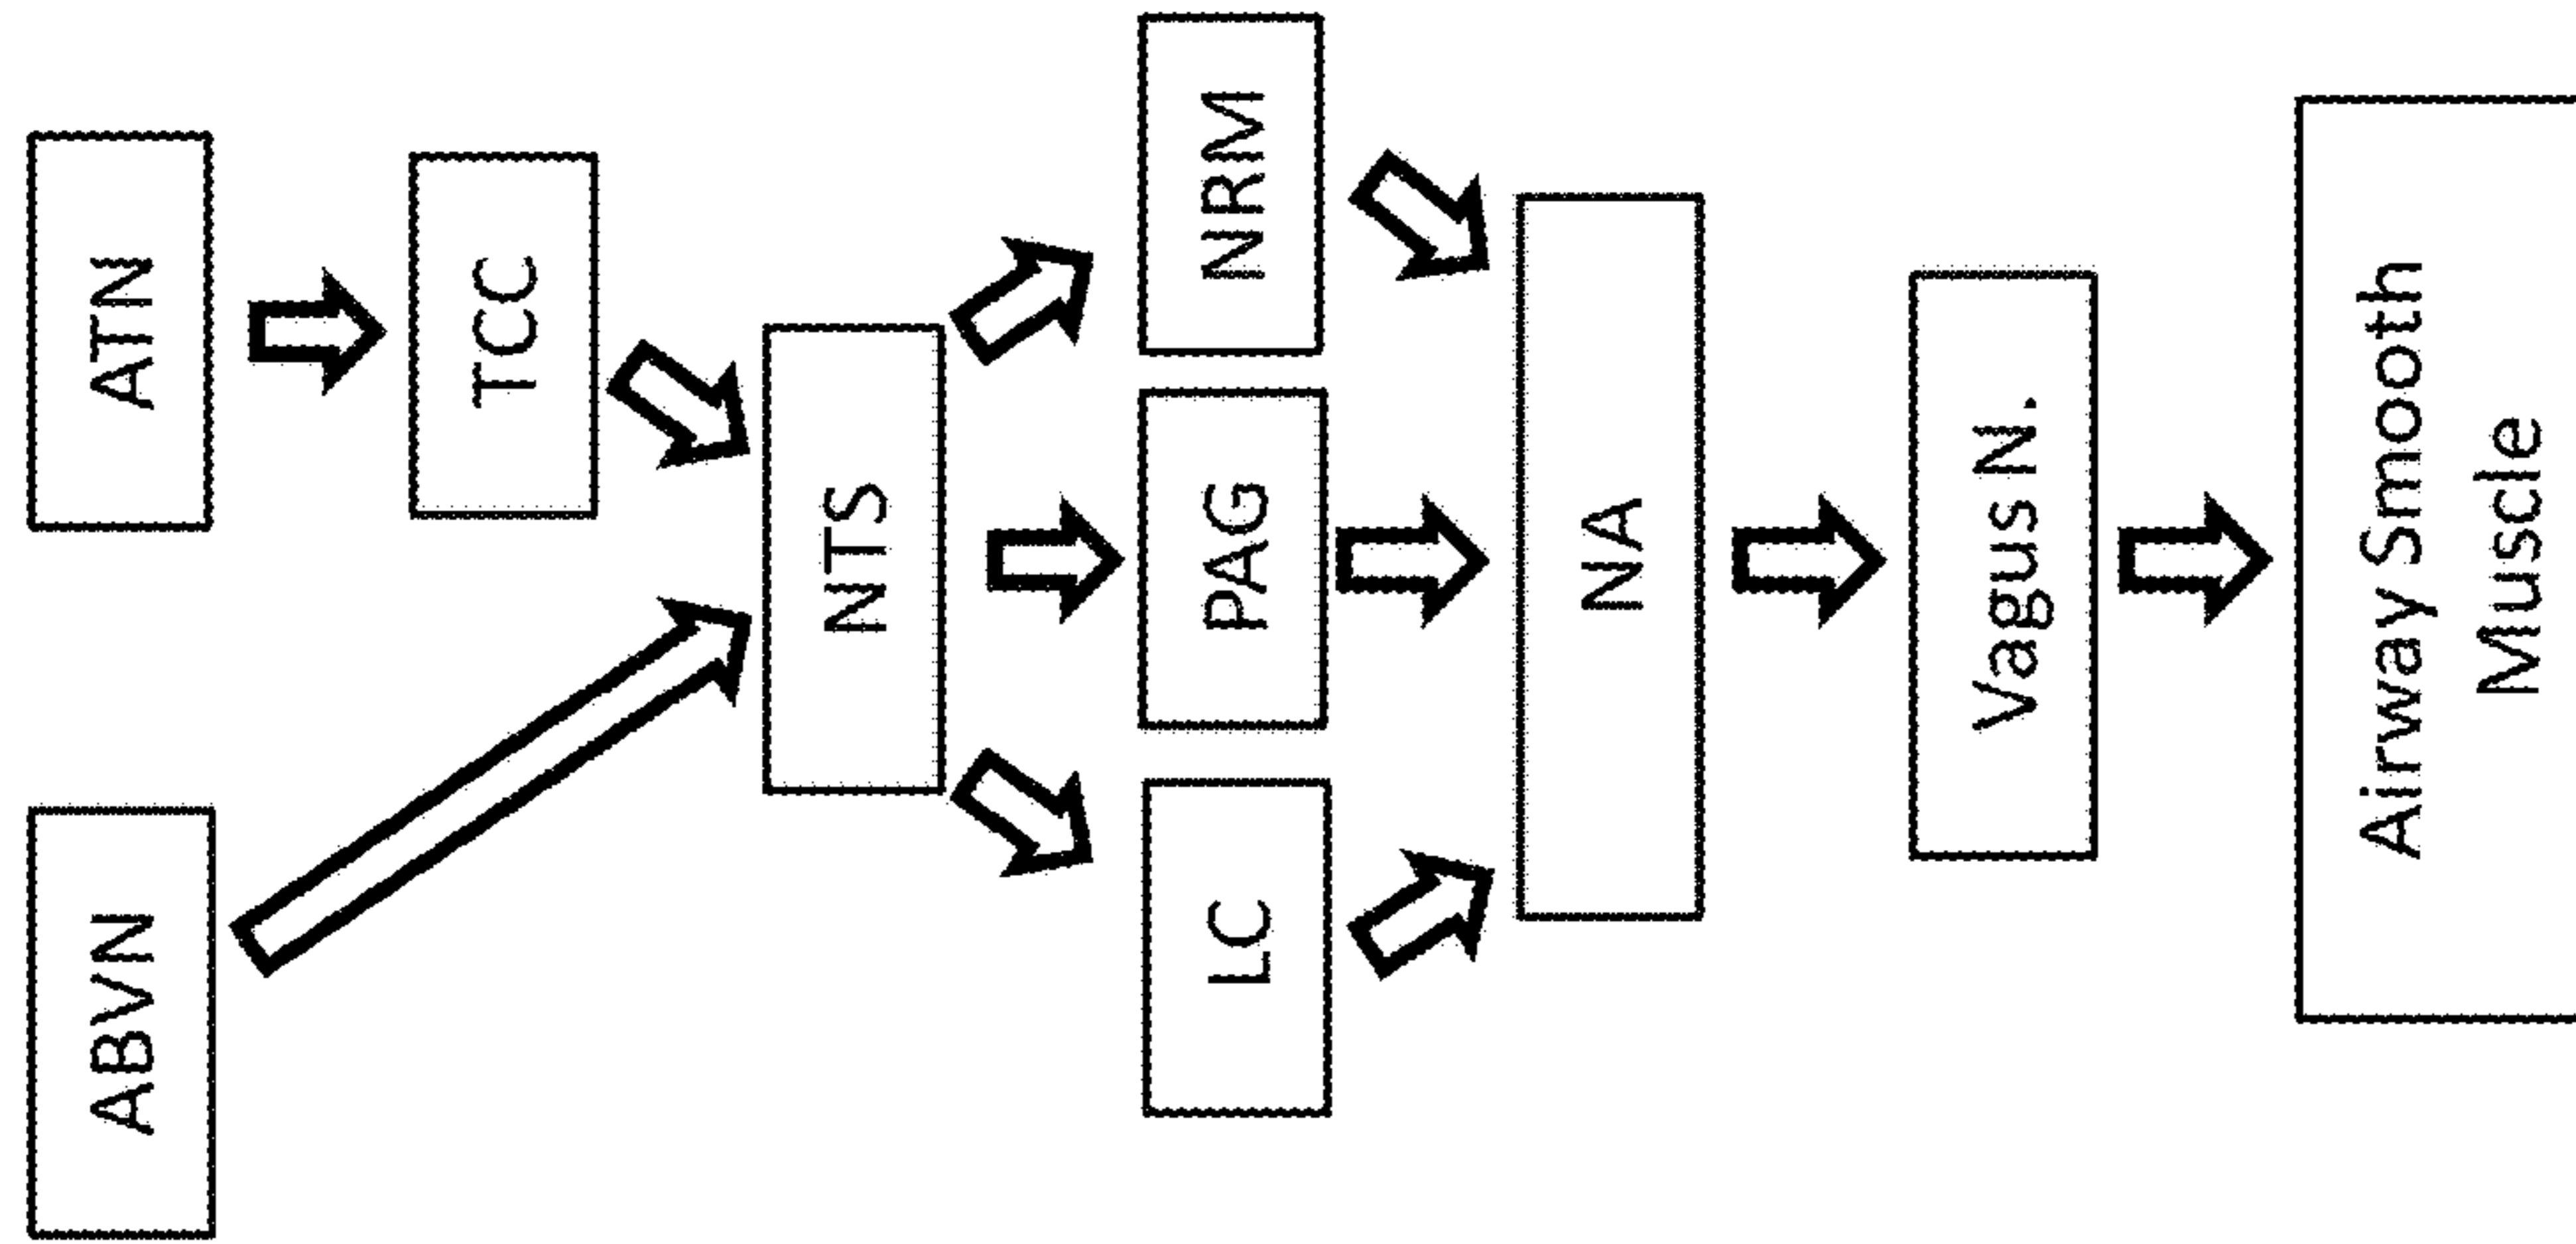 ABVN
ATN
TCC
NTS
LC
PAG
NRM
NA
Vagus N.
Airway Smooth
Muscle